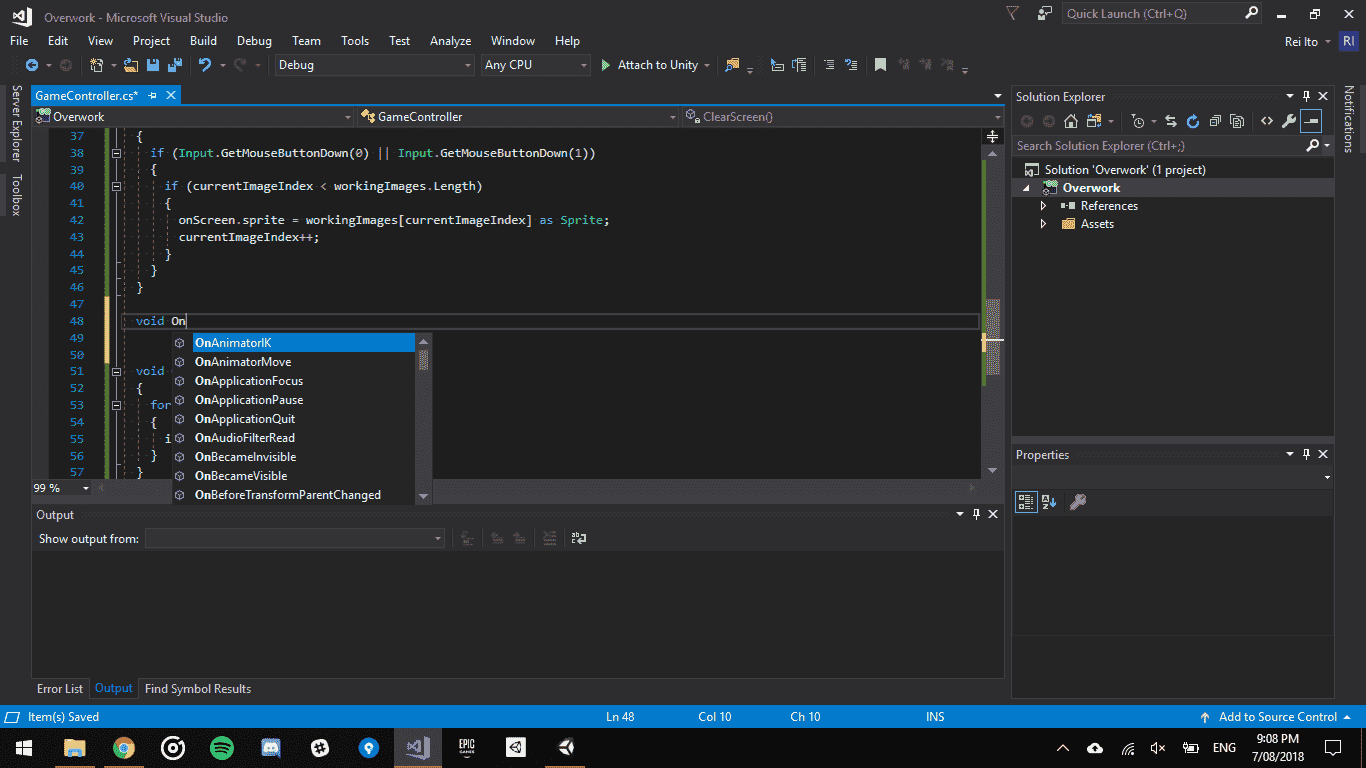 Overwork - Microsoft Visual Studio
Quick Launch (Ctrl+Q)
File Edit View Project Build Debug Team Tools Test Analyze Window Help
Rei Ito RI
Debug Any CPU Attach to Unity
Server Explorer
Toolbox
GameController.cs*
Overwork GameController ClearScreen()
37 {
38 if (Input.GetMouseButtonDown(0) || Input.GetMouseButtonDown(1))
39 {
40 if (currentImageIndex < workingImages.Length)
41 {
42 onScreen.sprite = workingImages[currentImageIndex] as Sprite;
43 currentImageIndex++;
44 }
45 }
46 }
47
48 void On
49
50
51 void
52 {
53 for
54 {
55 i
56 }
57 }
OnAnimatorIK
OnAnimatorMove
OnApplicationFocus
OnApplicationPause
OnApplicationQuit
OnAudioFilterRead
OnBecameInvisible
OnBecameVisible
OnBeforeTransformParentChanged
99 %
Output
Show output from:
Error List Output Find Symbol Results
Solution Explorer
Search Solution Explorer (Ctrl+;)
Solution 'Overwork' (1 project)
Overwork
References
Assets
Properties
Notifications
Item(s) Saved Ln 48 Col 10 Ch 10 INS Add to Source Control
EPIC
GAMES
ENG
9:08 PM
7/08/2018